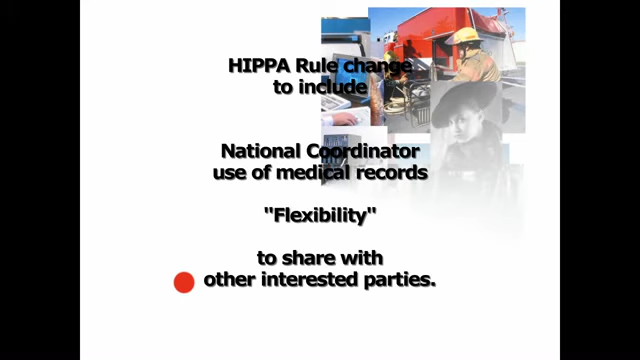 HIPPA Rule change
to include
National Coordinator
use of medical records
"Flexibility"
to share with
other interested parties.